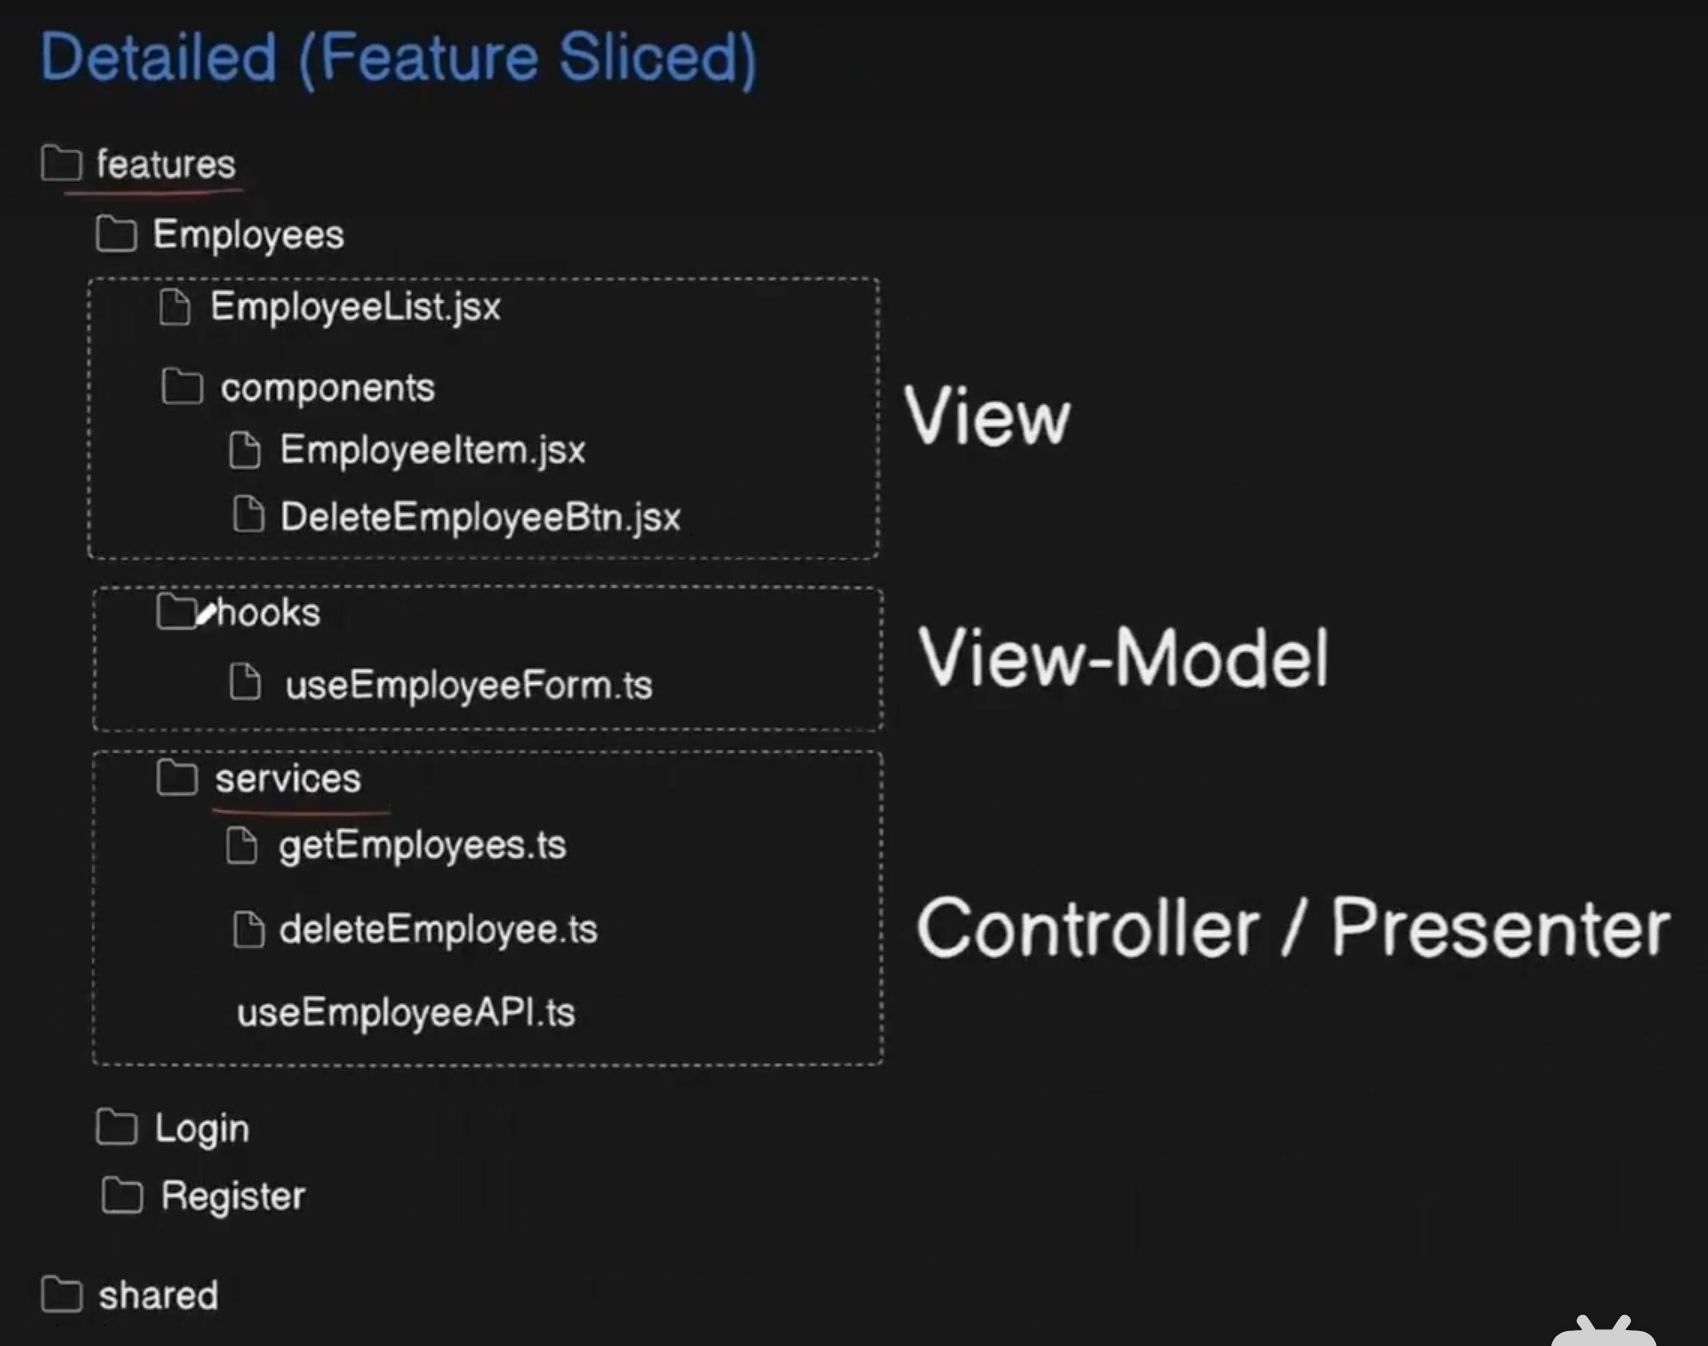 Detailed (Feature Sliced)
features
Employees
EmployeeList.jsx
components
EmployeeItem.jsx
DeleteEmployeeBtn.jsx
View
hooks
useEmployeeForm.ts
View-Model
services
getEmployees.ts
deleteEmployee.ts
Controller / Presenter
useEmployeeAPI.ts
Login
Register
shared